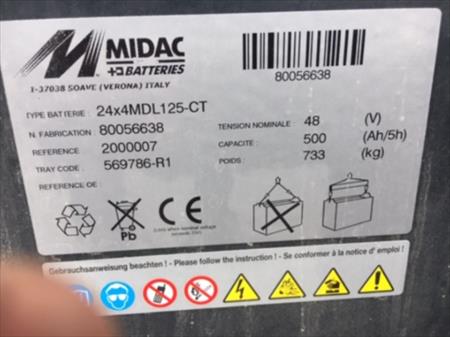 MIDAC
BATTERIES
I-37038 SOAVE (VERONA) ITALY
80056638
TYPE BATTERIE : 24x4MDL125-CT
N. FABRICATION : 80056638
REFERENCE 2000007
TRAY CODE : 569786-R1
REFERENCE CF
TENSION NOMINALE : 48 (V)
CAPACITE : 500 (Ah/5h)
POIDS : 733 (kg)
Pb
CE
Gebrauchsanweisung beachten ! - Please follow the instruction ! - Se conformer à la notice d' emploi !